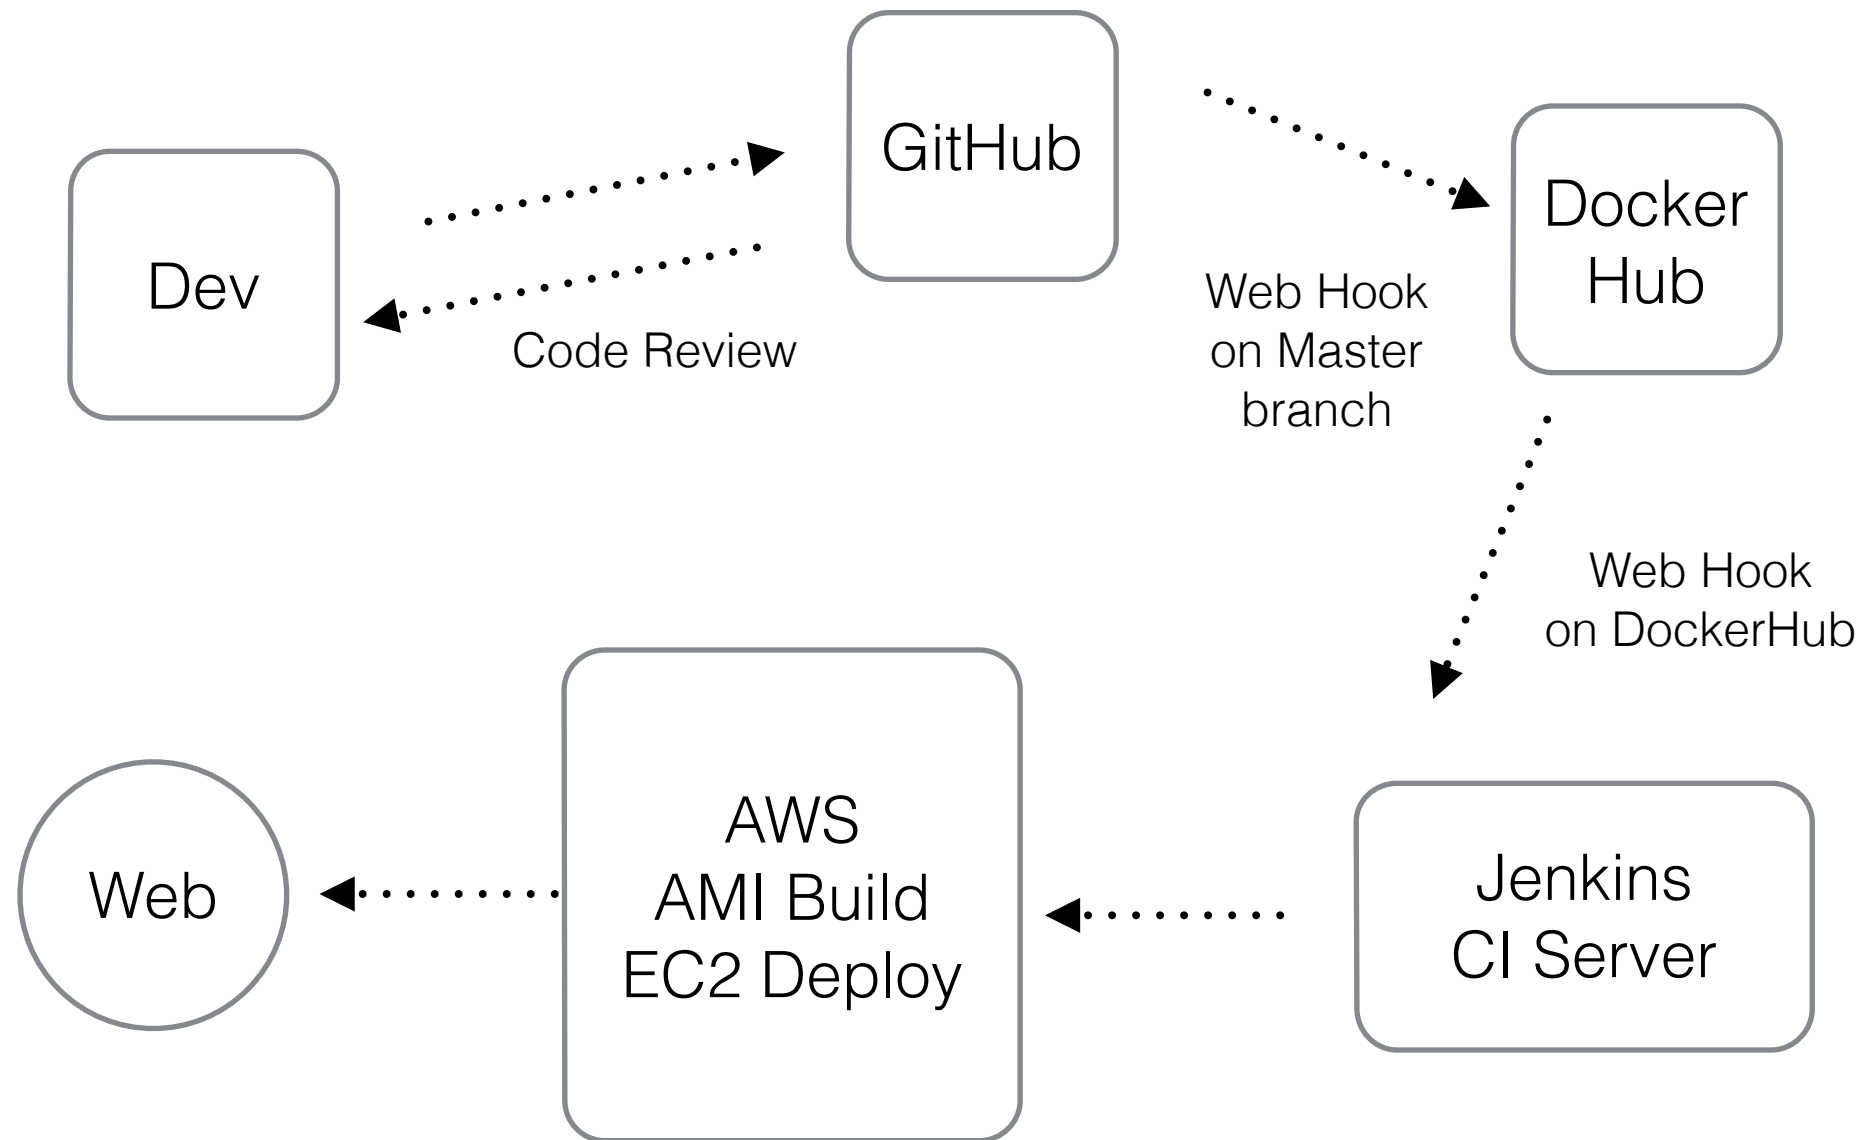 GitHub
Dev
Code Review
Docker
Hub
Web Hook
on Master
branch
Web Hook
on DockerHub
Jenkins
CI Server
AWS
AMI Build
EC2 Deploy
Web